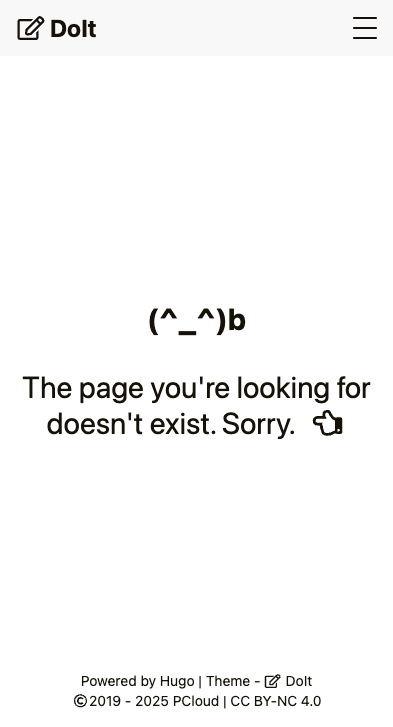 DoIt
(^_^)b
The page you're looking for
doesn't exist. Sorry.
Powered by Hugo | Theme - DoIt
© 2019 - 2025 PCloud | CC BY-NC 4.0